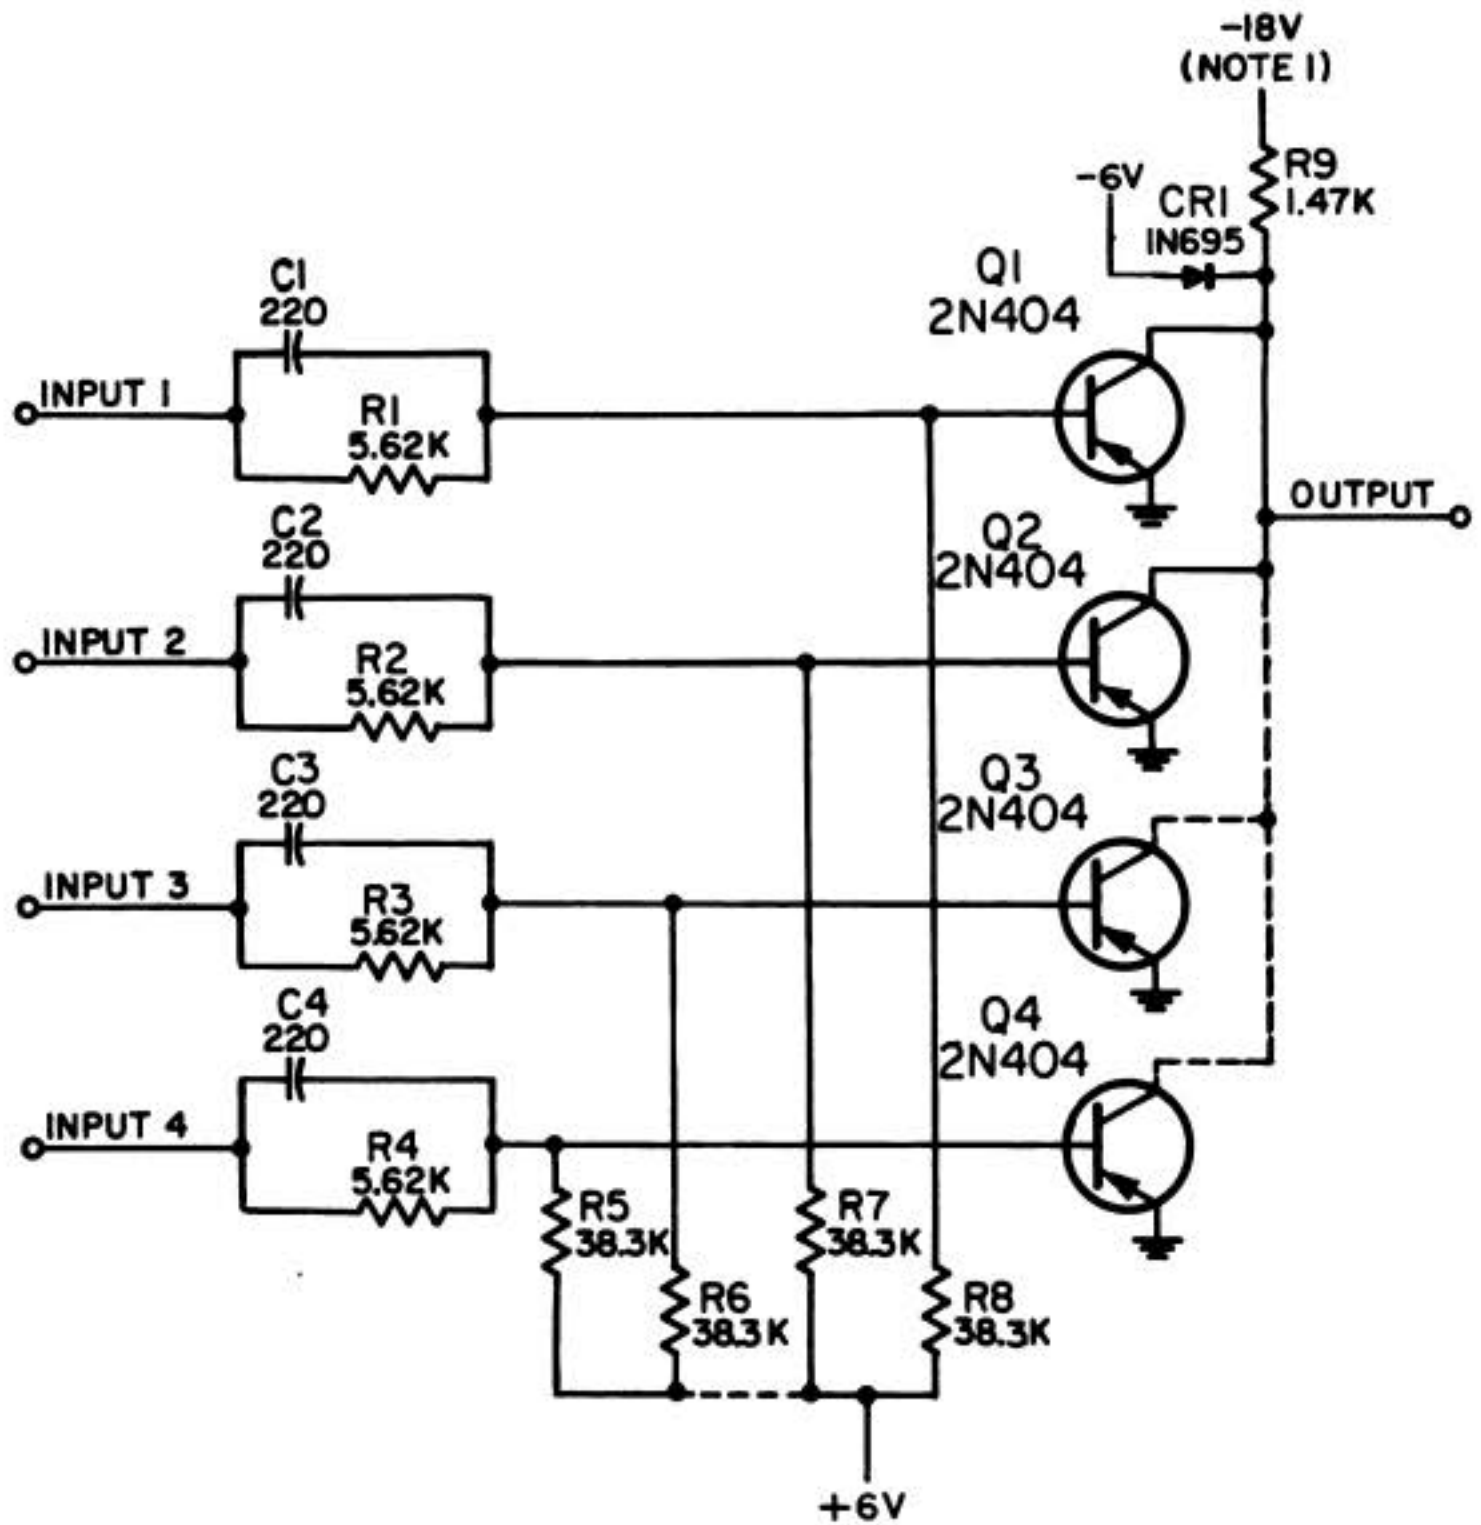 -18V
(NOTE 1)
R9
1.47K
-6V
CR1
1N695
Q1
2N404
C1
220
INPUT 1
R1
5.62K
OUTPUT
C2
220
Q2
2N404
INPUT 2
R2
5.62K
C3
220
Q3
2N404
INPUT 3
R3
5.62K
C4
220
Q4
2N404
INPUT 4
R4
5.62K
R5
38.3K
R7
38.3K
R6
38.3K
R8
38.3K
+6V